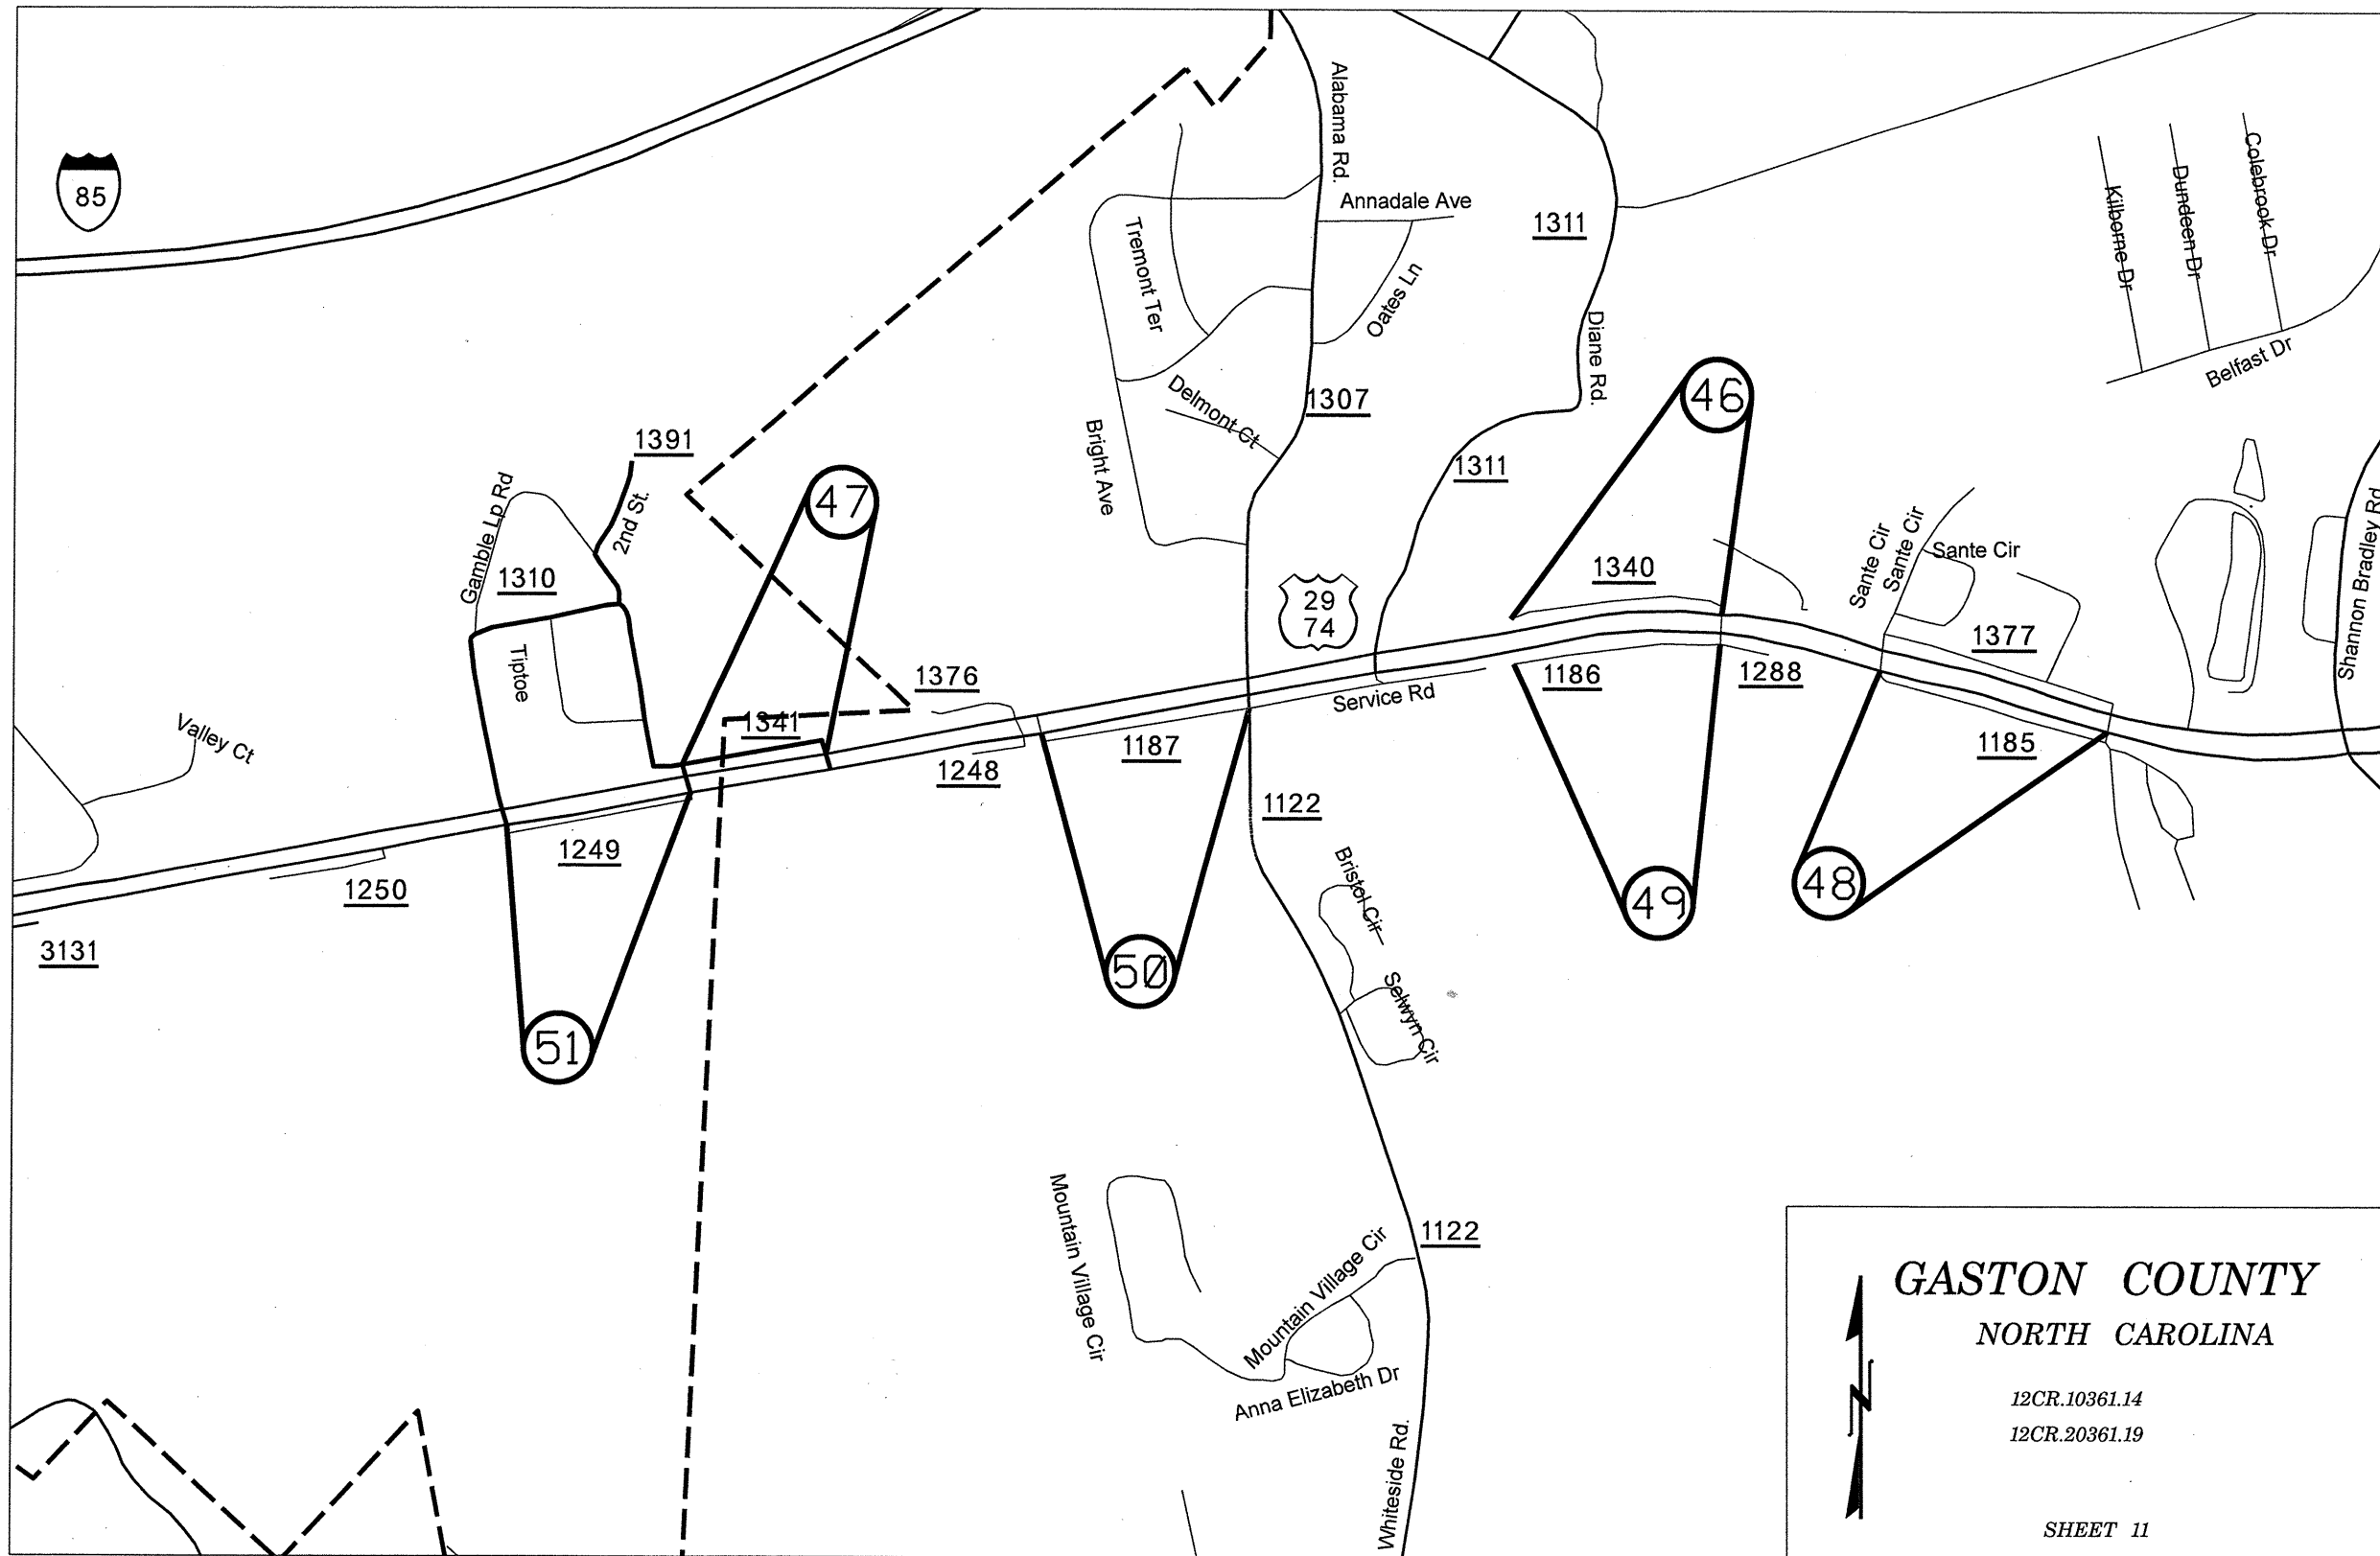 85
Alabama Rd.
Annadale Ave
1311
Kilborne Dr
Dundeen Dr
Colebrook Dr
Tremont Ter
Oates Ln
Diane Rd.
Belfast Dr
Delmont Ct
1307
46
1391
Bright Ave
1311
Gamble Lp Rd
2nd St.
47
Shannon Bradley Rd
Sante Cir
Sante Cir
Sante Cir
1310
1340
29
74
1377
Tiptoe
1376
1186
1288
Service Rd
1341
Valley Ct
1187
1185
1248
1122
1249
1250
Bristol Cir
48
49
3131
50
Selwyn Cir
51
Mountain Village Cir
Mountain Village Cir
1122
Anna Elizabeth Dr
Whiteside Rd.
GASTON COUNTY
NORTH CAROLINA
12CR.10361.14
12CR.20361.19
SHEET 11
N